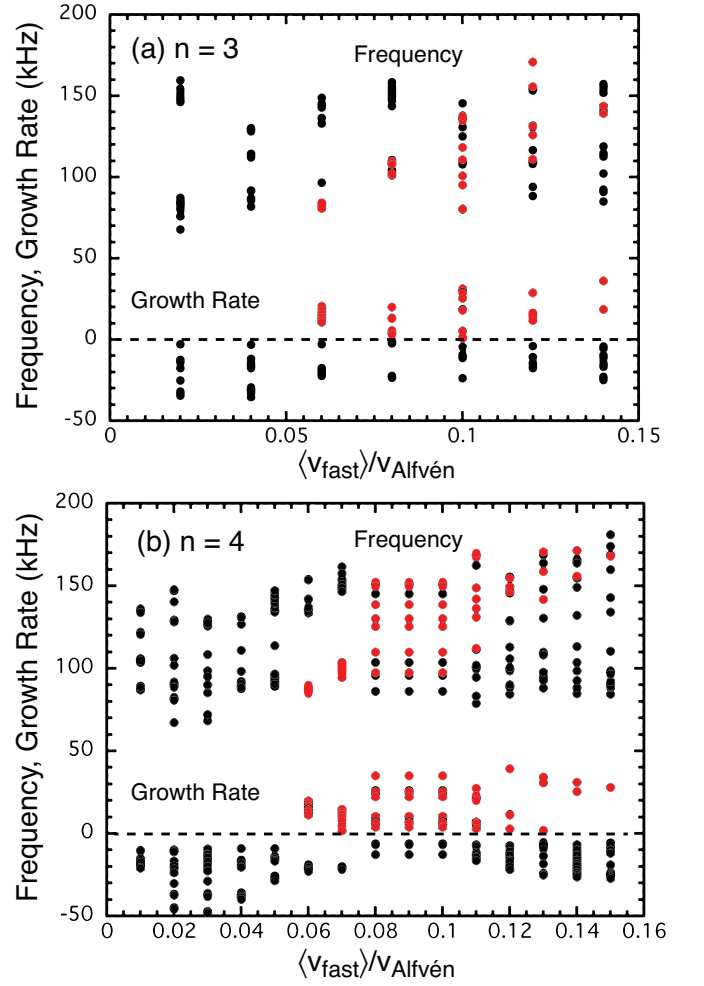 200
(a) n = 3
Frequency
150
100
50
Growth Rate
0
-50
0
0.05
0.1
0.15
Frequency, Growth Rate (kHz)
⟨vfast⟩/vAlfvén
200
(b) n = 4
Frequency
150
100
50
Growth Rate
0
-50
0
0.02
0.04
0.06
0.08
0.10
0.12
0.14
0.16
Frequency, Growth Rate (kHz)
⟨vfast⟩/vAlfvén